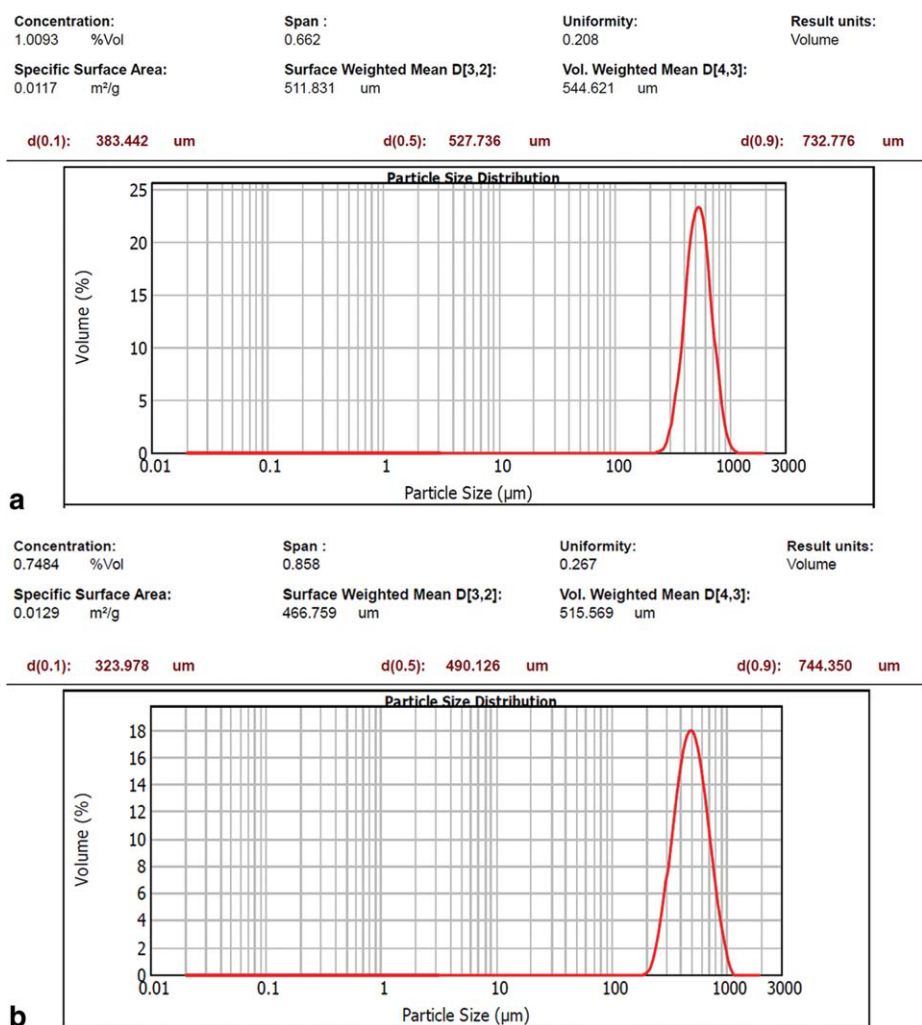 Concentration: Span : Uniformity: Result units:
1.0093 %Vol 0.662 0.208 Volume
Specific Surface Area: Surface Weighted Mean D[3,2]: Vol. Weighted Mean D[4,3]:
0.0117 m²/g 511.831 um 544.621 um
d(0.1): 383.442 um d(0.5): 527.736 um d(0.9): 732.776 um
Particle Size Distribution
25
20
15
10
5
0
Volume (%)
0.01 0.1 1 10 100 1000 3000
Particle Size (µm)
a
Concentration: Span : Uniformity: Result units:
0.7484 %Vol 0.858 0.267 Volume
Specific Surface Area: Surface Weighted Mean D[3,2]: Vol. Weighted Mean D[4,3]:
0.0129 m²/g 466.759 um 515.569 um
d(0.1): 323.978 um d(0.5): 490.126 um d(0.9): 744.350 um
Particle Size Distribution
18
16
14
12
10
8
6
4
2
0
Volume (%)
0.01 0.1 1 10 100 1000 3000
Particle Size (µm)
b